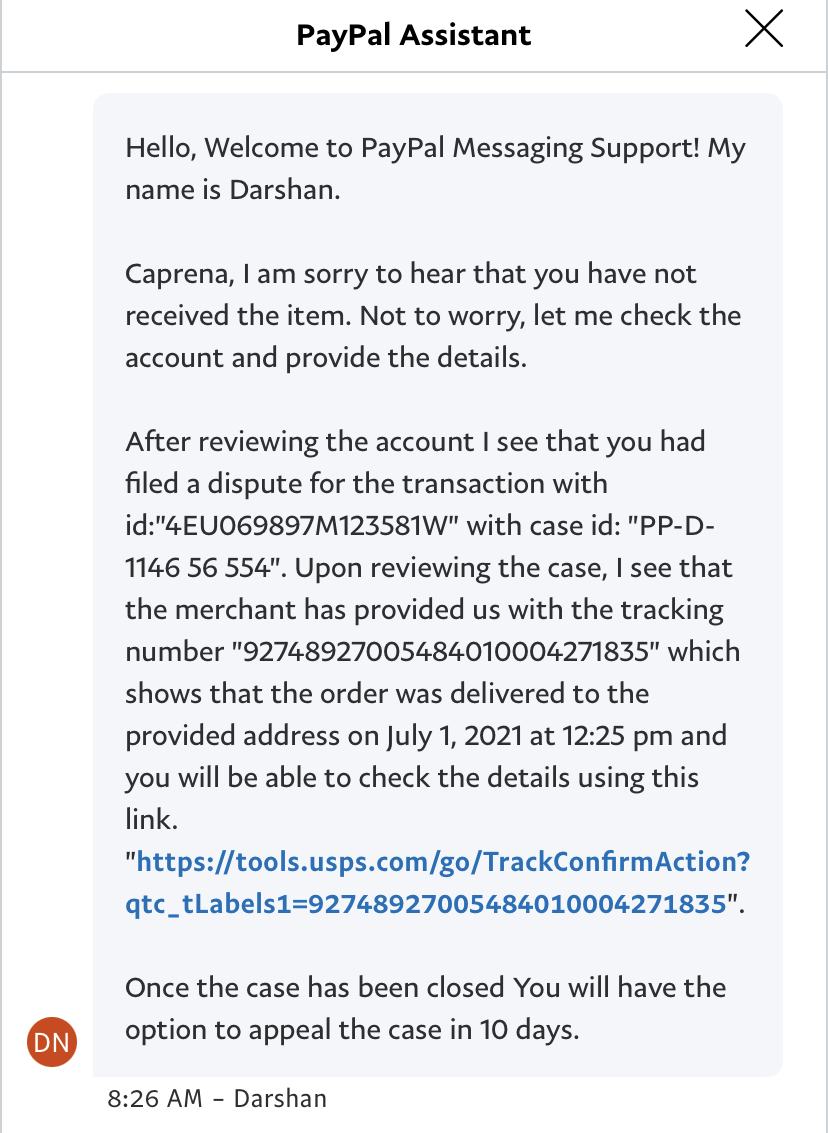 PayPal Assistant
Hello, Welcome to PayPal Messaging Support! My
name is Darshan.
Caprena, I am sorry to hear that you have not
received the item. Not to worry, let me check the
account and provide the details.
After reviewing the account I see that you had
filed a dispute for the transaction with
id:"4EU069897M123581W" with case id: "PP-D-
1146 56 554". Upon reviewing the case, I see that
the merchant has provided us with the tracking
number "92748927005484010004271835" which
shows that the order was delivered to the
provided address on July 1, 2021 at 12:25 pm and
you will be able to check the details using this
link.
"https://tools.usps.com/go/TrackConfirmAction?
qtc_tLabels1=92748927005484010004271835".
Once the case has been closed You will have the
option to appeal the case in 10 days.
DN
8:26 AM – Darshan